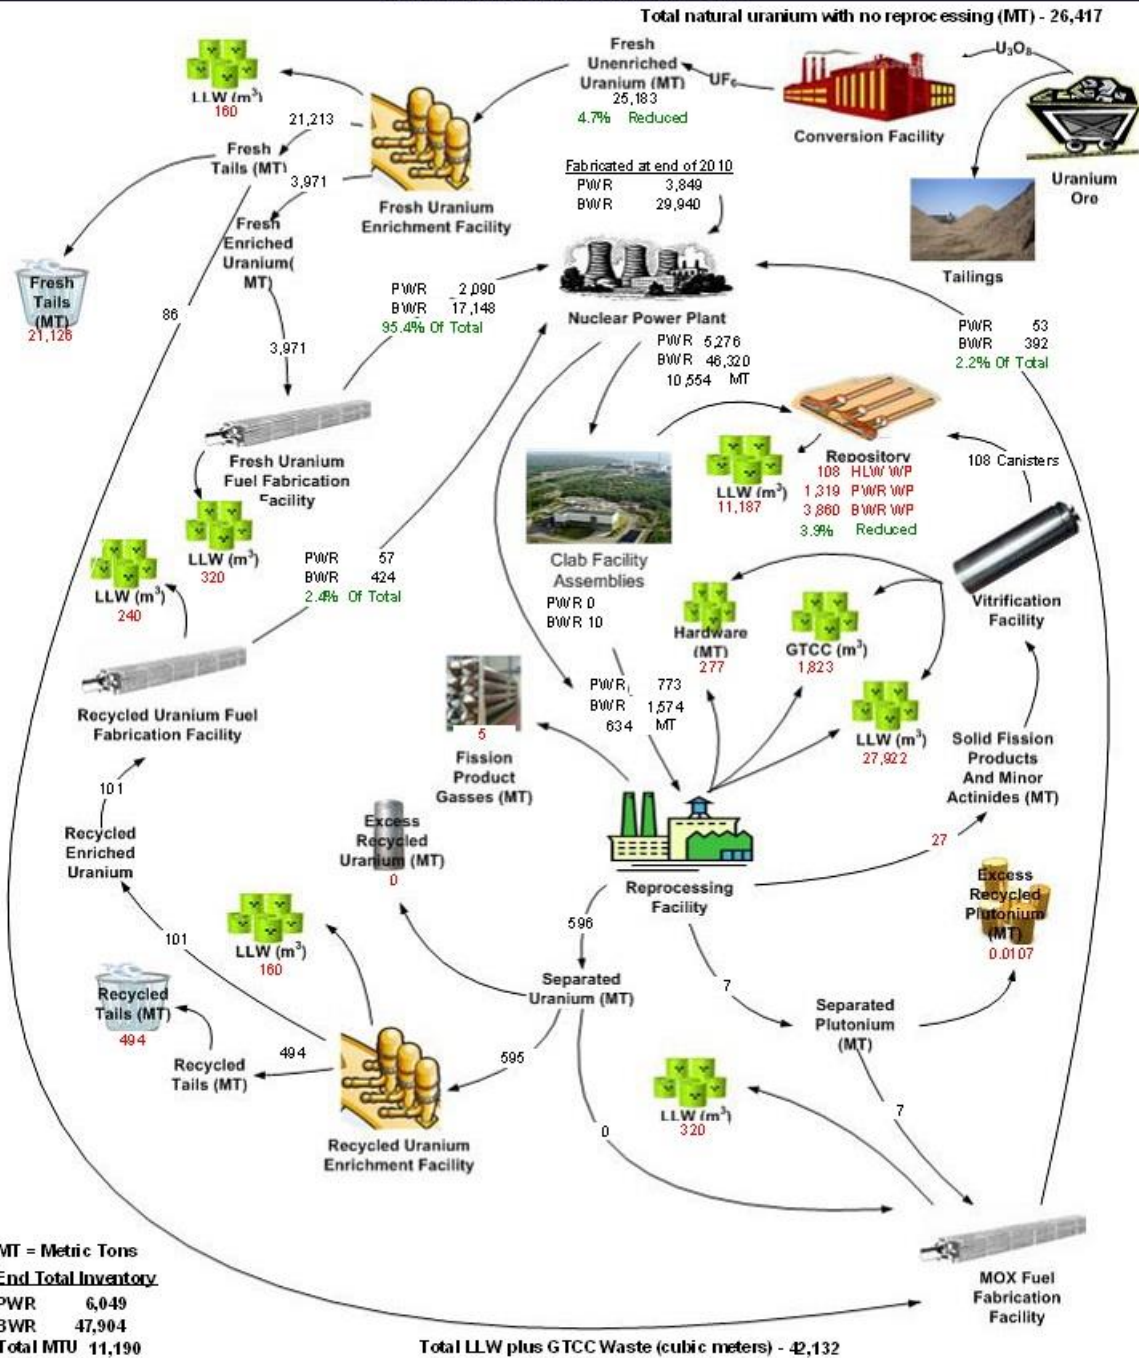 Total natural uranium with no reprocessing (MT) - 26,417
Fresh
Unenriched
Uranium (MT)
25,183
4.7% Reduced
UF₆
U₃O₈
Conversion Facility
Uranium
Ore
Tailings
LLW (m³)
160
21,213
Fresh
Tails (MT)
3,971
Fresh Uranium
Enrichment Facility
Fresh
Enriched
Uranium(
MT)
Fresh
Tails
(MT)
21,126
86
3,971
Fabricated at end of 2010
PWR 3,849
BWR 29,940
Nuclear Power Plant
PWR 2,090
BWR 17,148
95.4% Of Total
PWR 5,276
BWR 46,320
10,554 MT
PWR 53
BWR 392
2.2% Of Total
Fresh Uranium
Fuel Fabrication
Facility
LLW (m³)
320
LLW (m³)
240
PWR 57
BWR 424
2.4% Of Total
Recycled Uranium Fuel
Fabrication Facility
Clab Facility
Assemblies
PWR 0
BWR 10
LLW (m³)
11,187
Repository
108 HLW WP
1,319 PWR WP
3,860 BWR WP
3.9% Reduced
108 Canisters
Vitrification
Facility
Hardware
(MT)
277
GTCC (m³)
1,823
LLW (m³)
27,922
PWR 773
BWR 1,574
634 MT
5
Fission
Product
Gasses (MT)
Solid Fission
Products
And Minor
Actinides (MT)
27
101
Recycled
Enriched
Uranium
Excess
Recycled
Uranium (MT)
0
Reprocessing
Facility
Excess
Recycled
Plutonium
(MT)
0.0107
596
101
LLW (m³)
160
Separated
Uranium (MT)
7
Separated
Plutonium
(MT)
Recycled
Tails (MT)
494
Recycled
Tails (MT)
494
595
Recycled Uranium
Enrichment Facility
0
LLW (m³)
320
7
MOX Fuel
Fabrication
Facility
MT = Metric Tons
End Total Inventory
PWR 6,049
BWR 47,904
Total MTU 11,190
Total LLW plus GTCC Waste (cubic meters) - 42,132